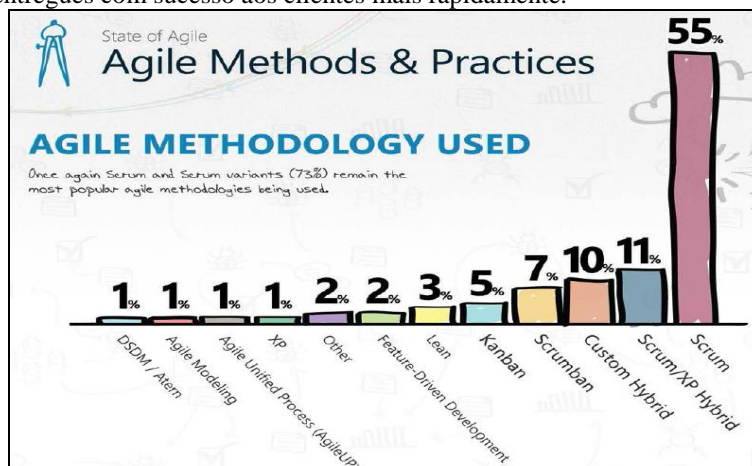 entregues com sucesso aos clientes mais rapidamente.
State of Agile
Agile Methods & Practices
55%
AGILE METHODOLOGY USED
Once again Scrum and Scrum variants (73%) remain the
most popular agile methodologies being used.
1%
1%
1%
1%
2%
2%
3%
5%
7%
10%
11%
DSDM / Atern
Agile Modeling
Agile Unified Process (AgileUP)
XP
Other
Feature-Driven Development
Lean
Kanban
Scrumban
Custom Hybrid
Scrum/XP Hybrid
Scrum